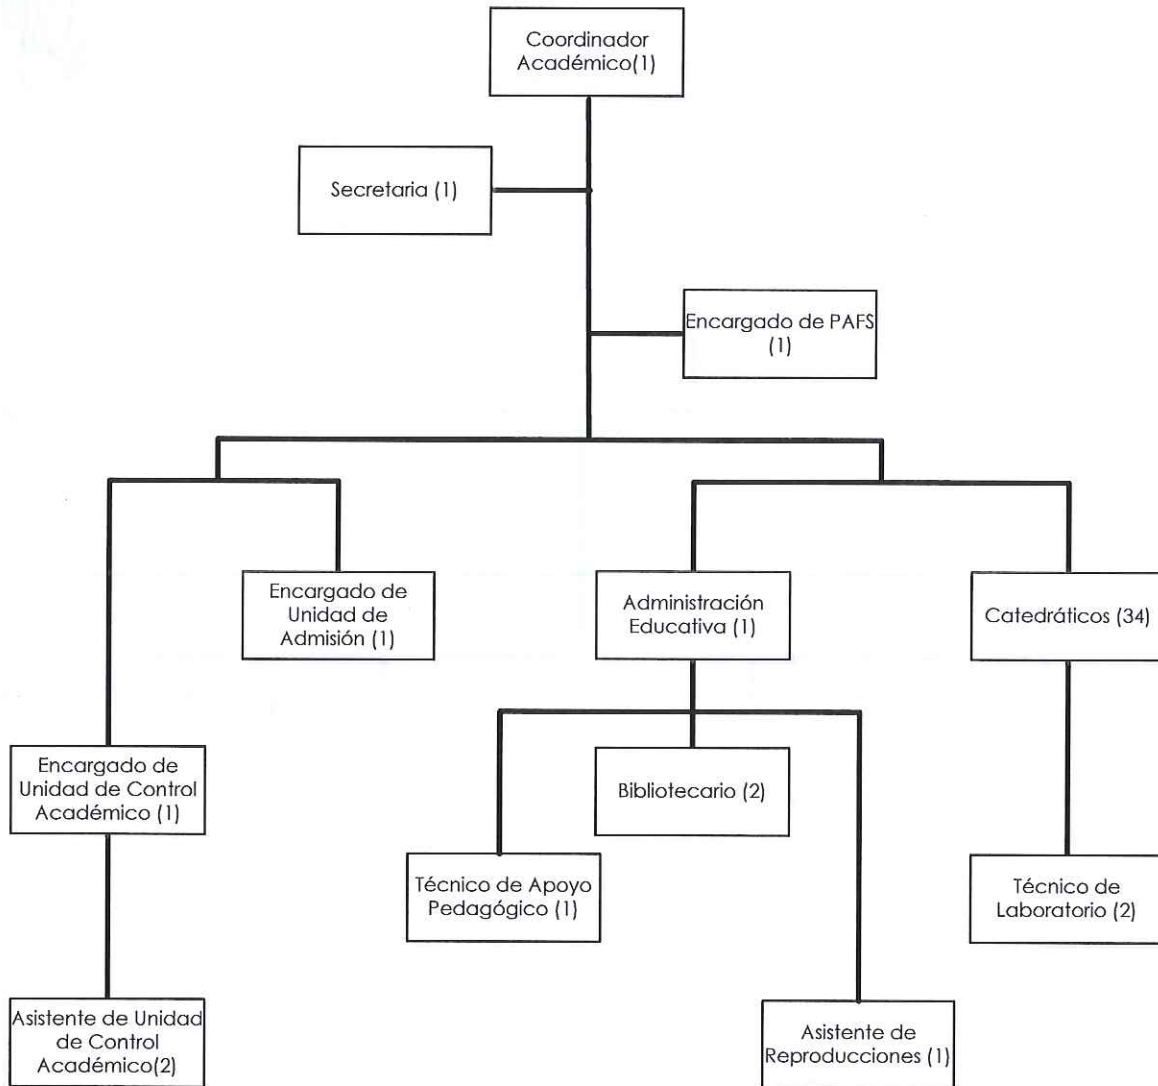 Coordinador
Académico(1)
Secretaria (1)
Encargado de PAFS
(1)
Encargado de
Unidad de
Admisión (1)
Administración
Educativa (1)
Catedráticos (34)
Encargado de
Unidad de Control
Académico (1)
Bibliotecario (2)
Técnico de Apoyo
Pedagógico (1)
Técnico de
Laboratorio (2)
Asistente de Unidad
de Control
Académico(2)
Asistente de
Reproducciones (1)